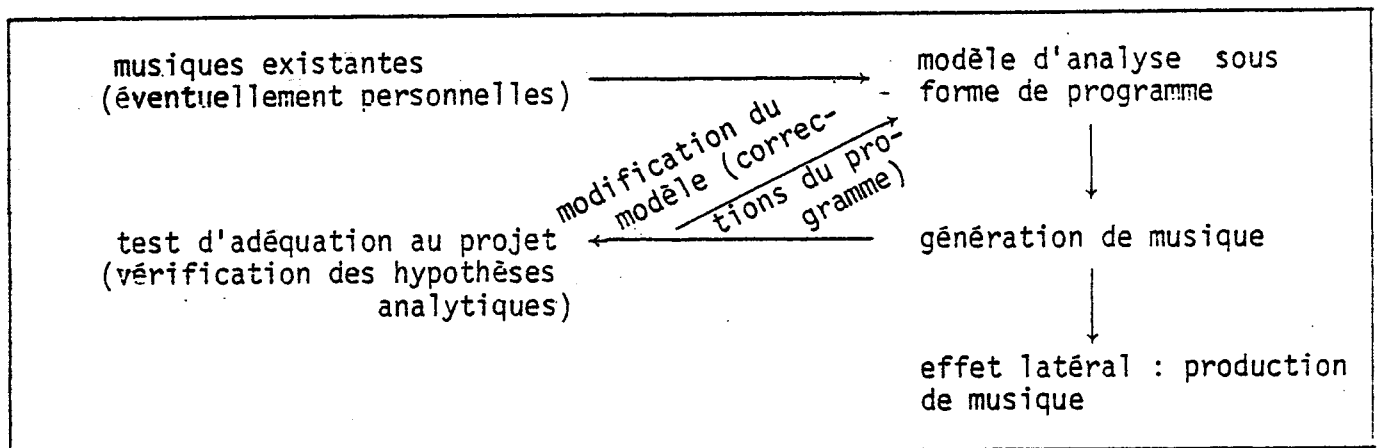 musiques existantes
(éventuellement personnelles)
modèle d'analyse sous
forme de programme
modification du
modèle (correc-
tions du pro-
gramme)
test d'adéquation au projet
(vérification des hypothèses
analytiques)
génération de musique
effet latéral : production
de musique